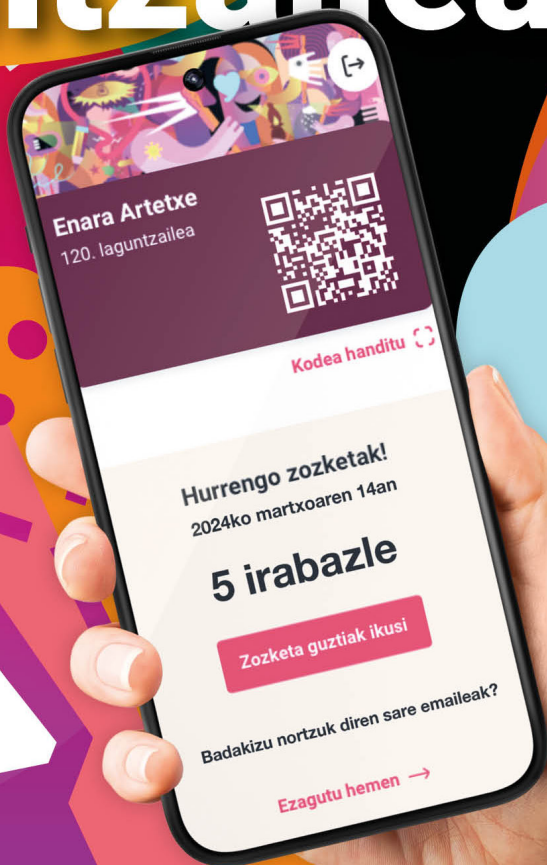 Enara Artetxe
120. laguntzailea
Kodea handitu
Hurrengo zozketak!
2024ko martxoaren 14an
5 irabazle
Zozketa guztiak ikusi
Badakizu nortzuk diren sare emaileak?
Ezagutu hemen →